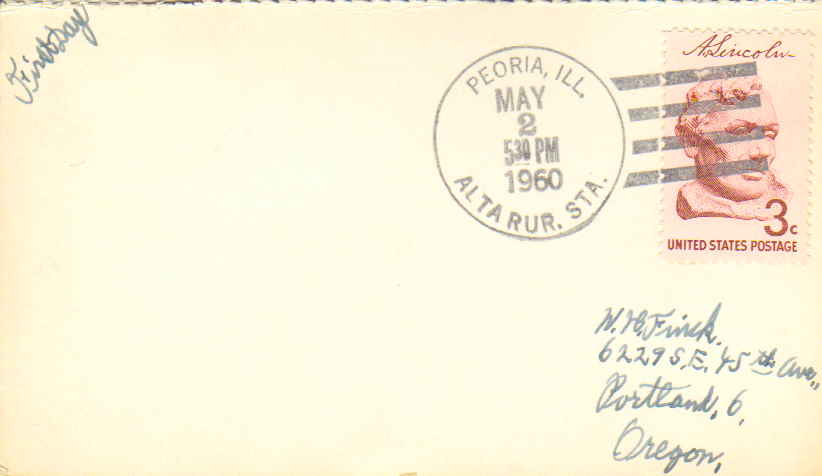 First Day
A. Lincoln
PEORIA, ILL.
MAY
2
530 PM
1960
ALTA RUR. STA.
3c
UNITED STATES POSTAGE
W. H. Finck.
6229 S.E. 45th Ave.,
Portland, 6,
Oregon,